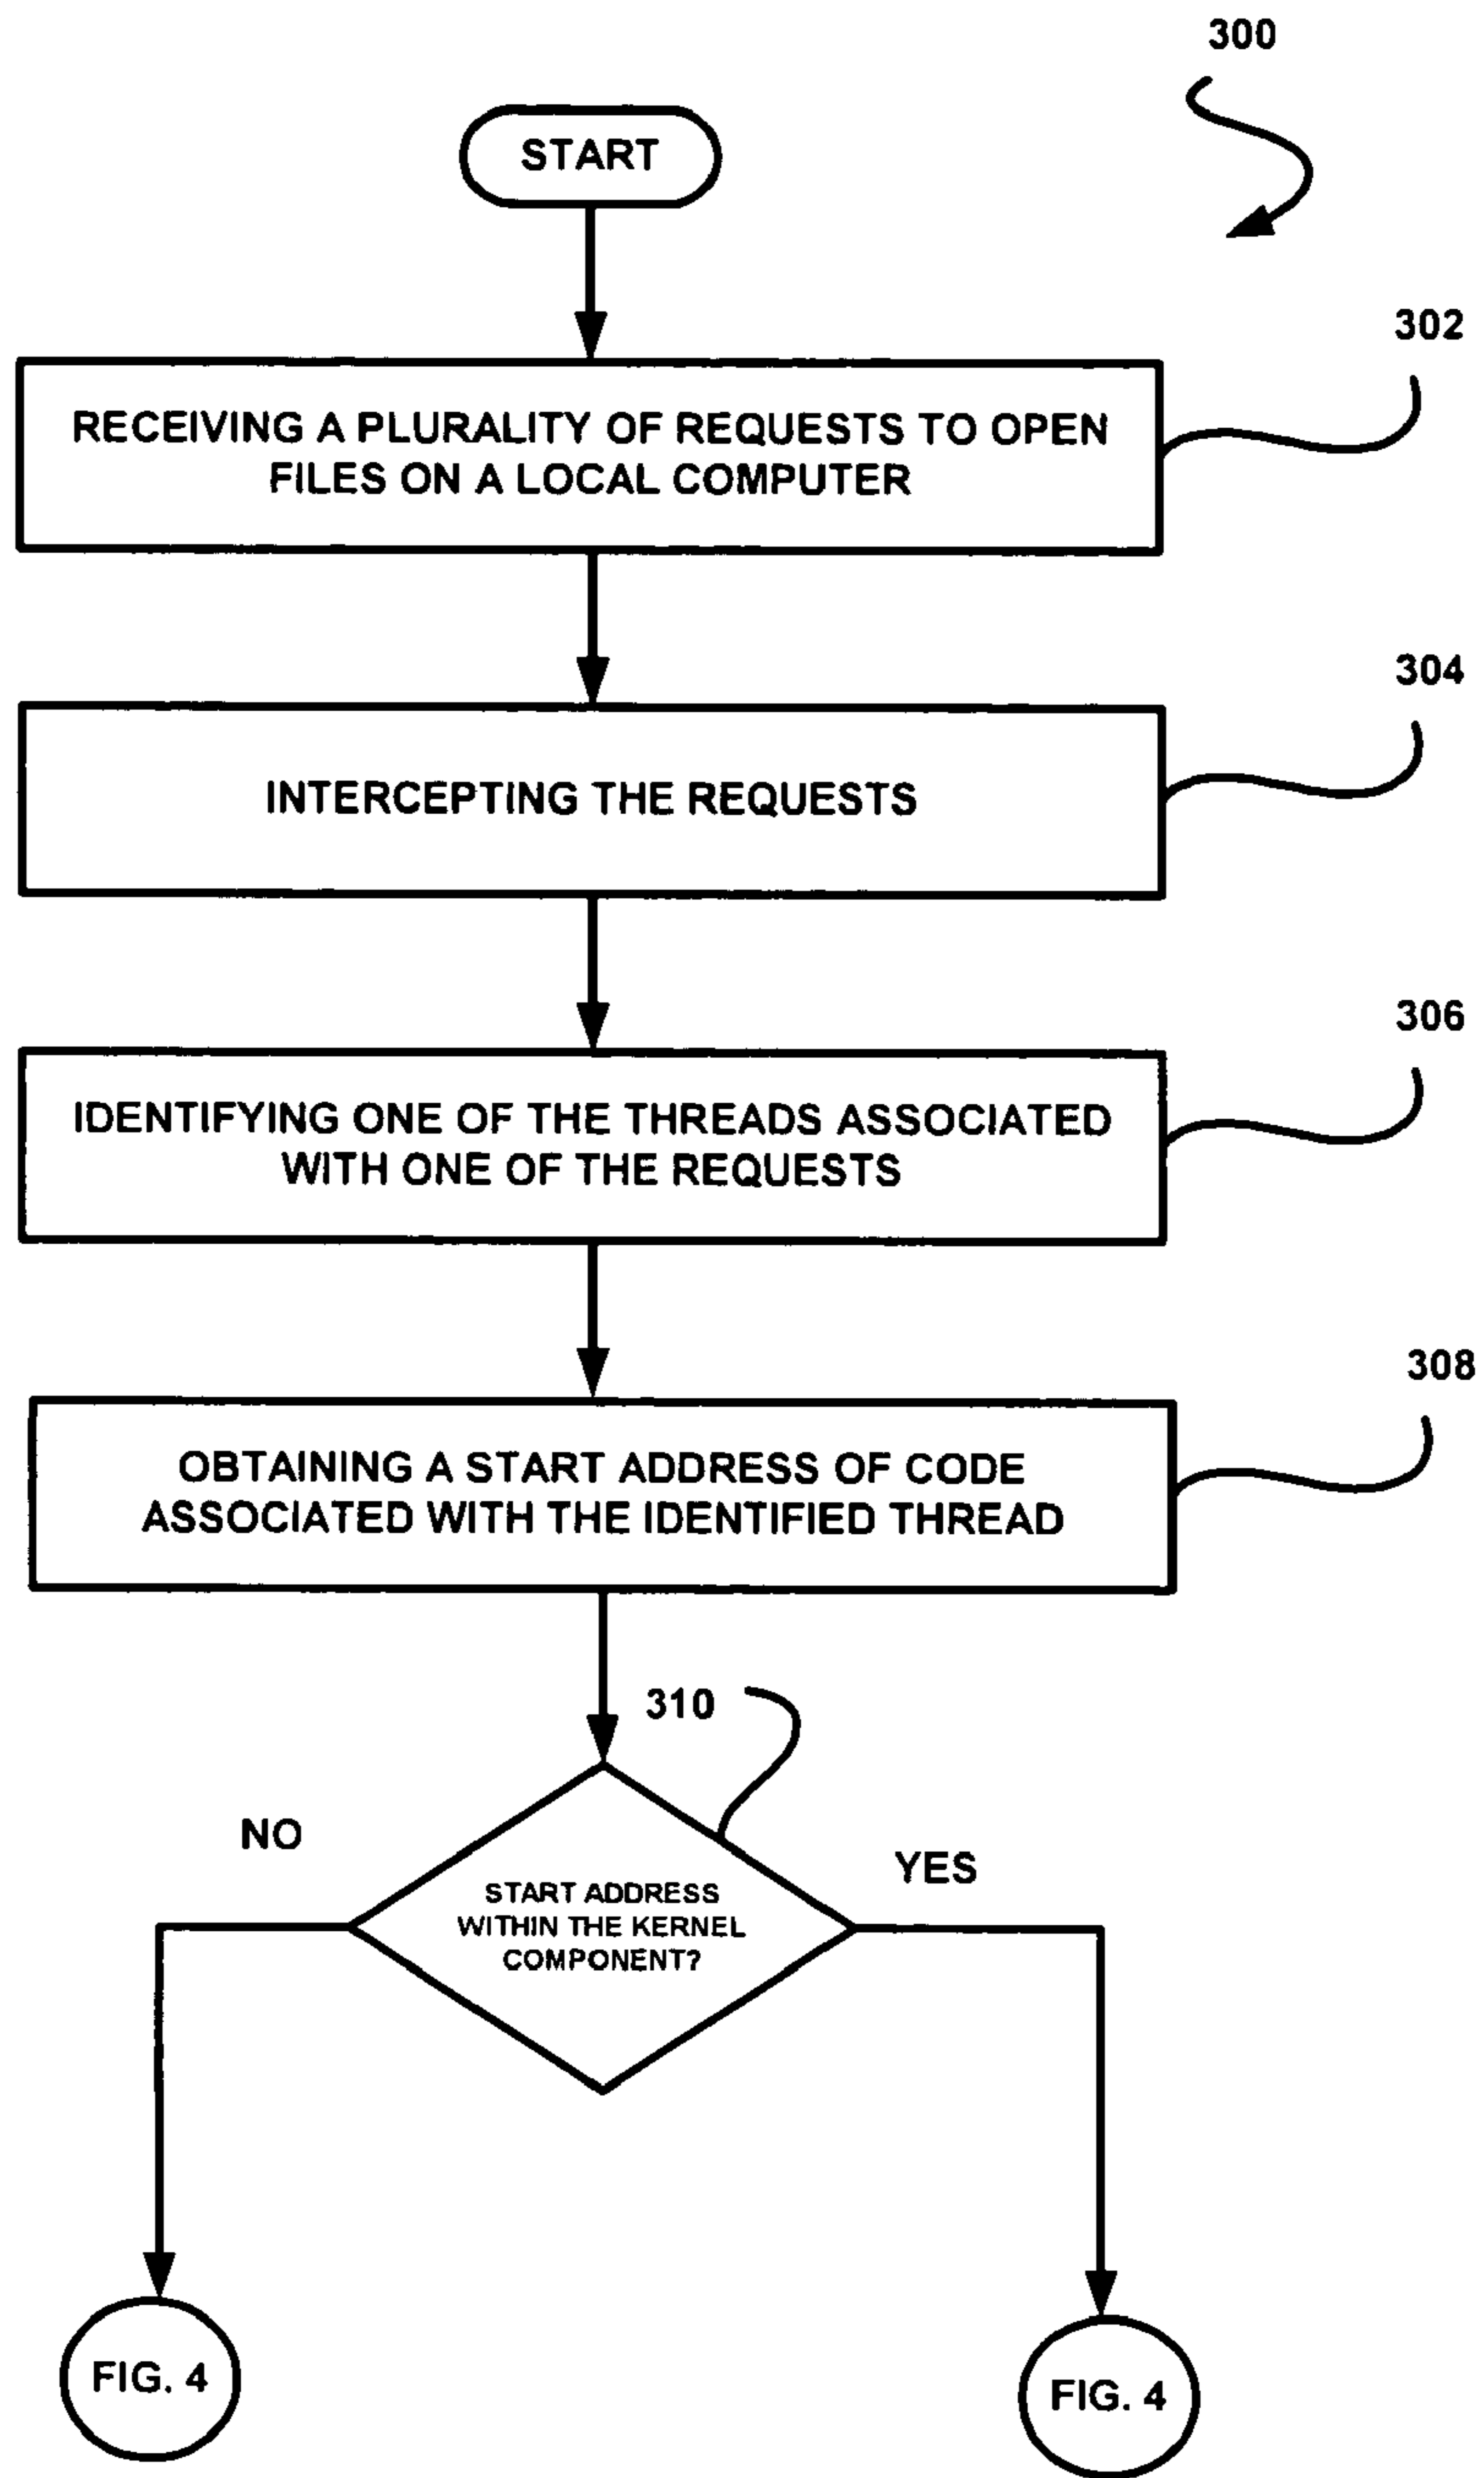 300
START
302
RECEIVING A PLURALITY OF REQUESTS TO OPEN
FILES ON A LOCAL COMPUTER
304
INTERCEPTING THE REQUESTS
306
IDENTIFYING ONE OF THE THREADS ASSOCIATED
WITH ONE OF THE REQUESTS
308
OBTAINING A START ADDRESS OF CODE
ASSOCIATED WITH THE IDENTIFIED THREAD
310
NO
YES
START ADDRESS
WITHIN THE KERNEL
COMPONENT?
FIG. 4
FIG. 4